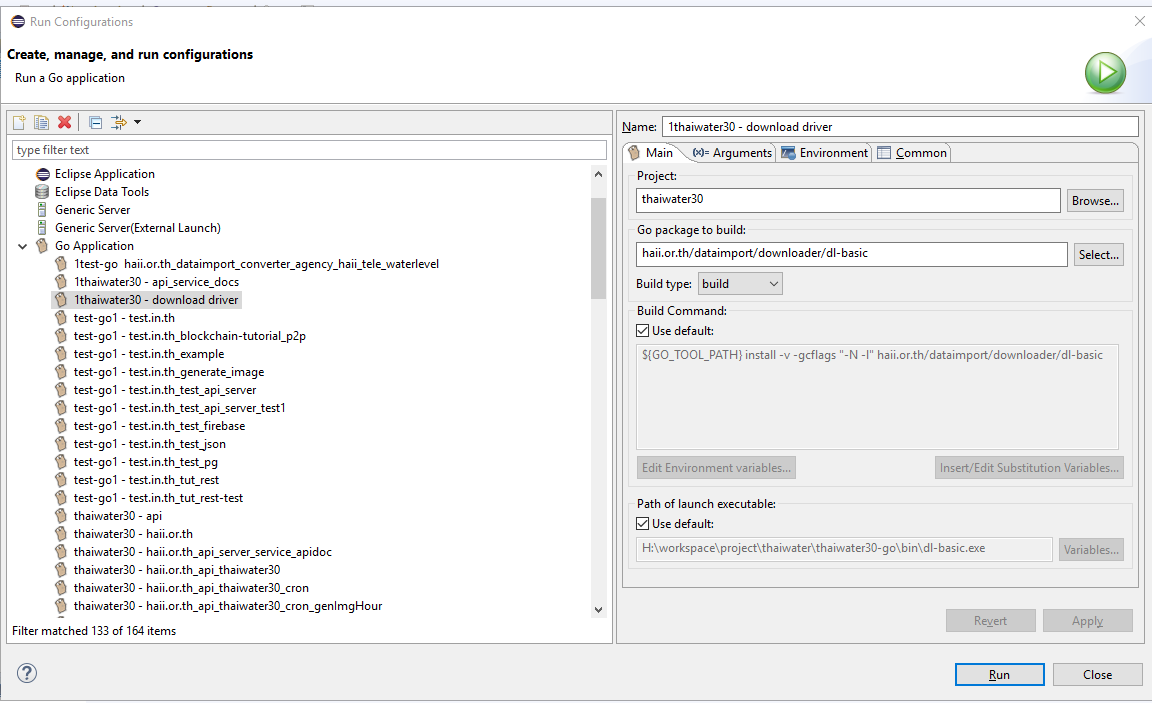 Run Configurations
Create, manage, and run configurations
Run a Go application
type filter text
Eclipse Application
Eclipse Data Tools
Generic Server
Generic Server(External Launch)
Go Application
1test-go haii.or.th_dataimport_converter_agency_haii_tele_waterlevel
1thaiwater30 - api_service_docs
1thaiwater30 - download driver
test-go1 - test.in.th
test-go1 - test.in.th_blockchain-tutorial_p2p
test-go1 - test.in.th_example
test-go1 - test.in.th_generate_image
test-go1 - test.in.th_test_api_server
test-go1 - test.in.th_test_api_server_test1
test-go1 - test.in.th_test_firebase
test-go1 - test.in.th_test_json
test-go1 - test.in.th_test_pg
test-go1 - test.in.th_tut_rest
test-go1 - test.in.th_tut_rest-test
thaiwater30 - api
thaiwater30 - haii.or.th
thaiwater30 - haii.or.th_api_server_service_apidoc
thaiwater30 - haii.or.th_api_thaiwater30
thaiwater30 - haii.or.th_api_thaiwater30_cron
thaiwater30 - haii.or.th_api_thaiwater30_cron_genImgHour
Filter matched 133 of 164 items
Name: 1thaiwater30 - download driver
Main (x)= Arguments Environment Common
Project:
thaiwater30 Browse...
Go package to build:
haii.or.th/dataimport/downloader/dl-basic Select...
Build type: build
Build Command:
Use default:
${GO_TOOL_PATH} install -v -gcflags "-N -l" haii.or.th/dataimport/downloader/dl-basic
Edit Environment variables... Insert/Edit Substitution Variables...
Path of launch executable:
Use default:
H:\workspace\project\thaiwater\thaiwater30-go\bin\dl-basic.exe Variables...
Revert Apply
? Run Close